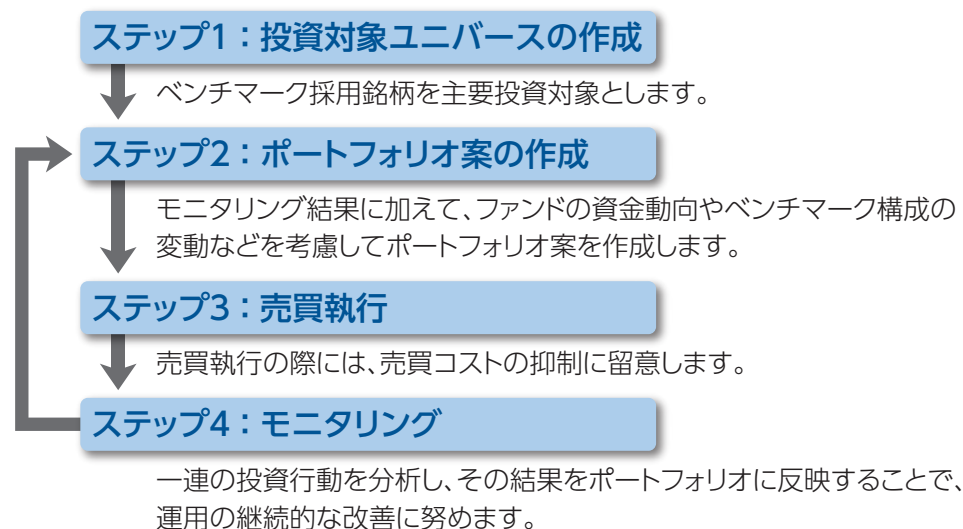 ステップ1：投資対象ユニバースの作成
ベンチマーク採用銘柄を主要投資対象とします。
ステップ2：ポートフォリオ案の作成
モニタリング結果に加えて、ファンドの資金動向やベンチマーク構成の
変動などを考慮してポートフォリオ案を作成します。
ステップ3：売買執行
売買執行の際には、売買コストの抑制に留意します。
ステップ4：モニタリング
一連の投資行動を分析し、その結果をポートフォリオに反映することで、
運用の継続的な改善に努めます。